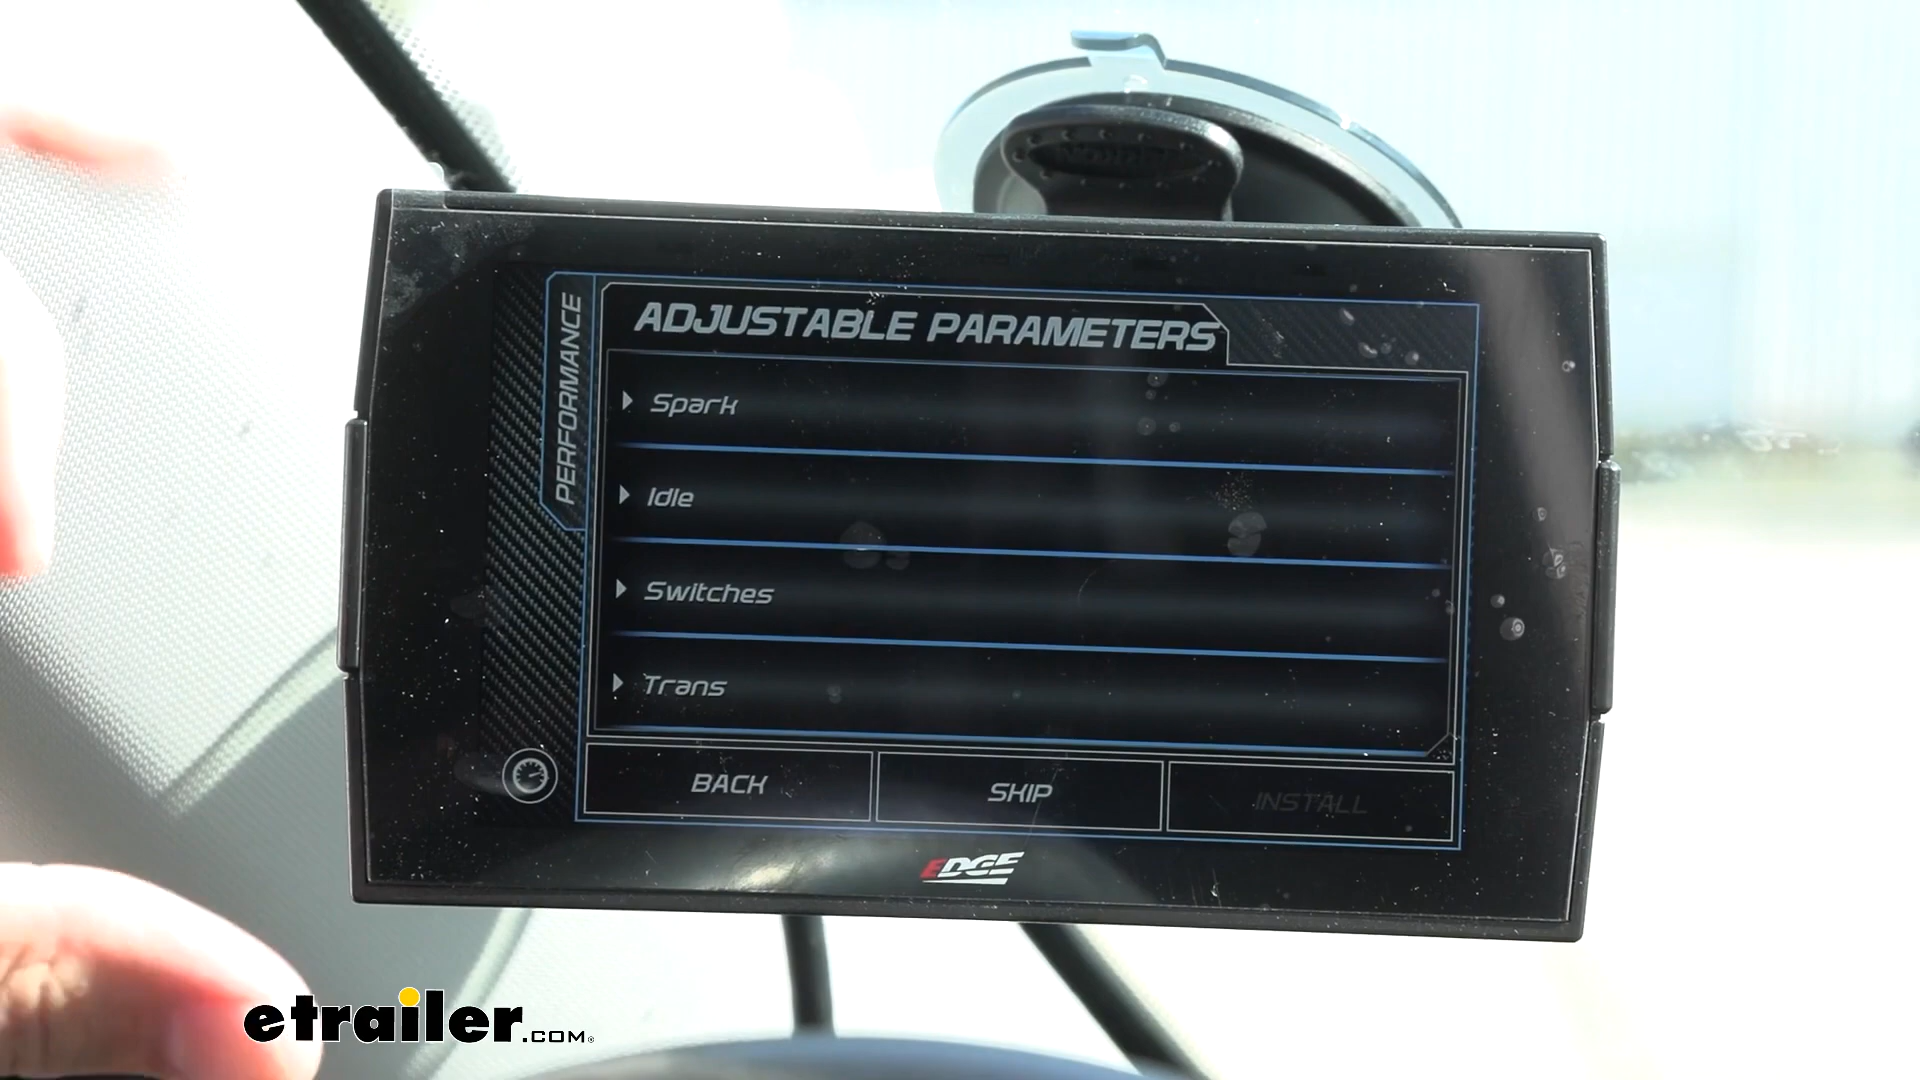 ADJUSTABLE PARAMETERS
PERFORMANCE
Spark
Idle
Switches
Trans
BACK
SKIP
INSTALL
EDGE
etrailer.COM